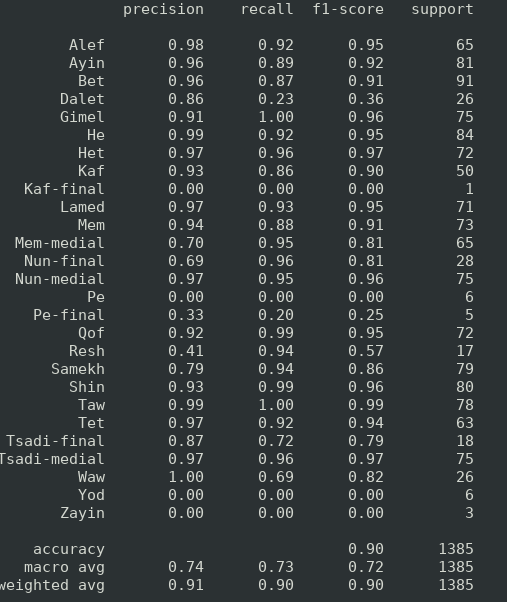 precision recall f1-score support
Alef 0.98 0.92 0.95 65
Ayin 0.96 0.89 0.92 81
Bet 0.96 0.87 0.91 91
Dalet 0.86 0.23 0.36 26
Gimel 0.91 1.00 0.96 75
He 0.99 0.92 0.95 84
Het 0.97 0.96 0.97 72
Kaf 0.93 0.86 0.90 50
Kaf-final 0.00 0.00 0.00 1
Lamed 0.97 0.93 0.95 71
Mem 0.94 0.88 0.91 73
Mem-medial 0.70 0.95 0.81 65
Nun-final 0.69 0.96 0.81 28
Nun-medial 0.97 0.95 0.96 75
Pe 0.00 0.00 0.00 6
Pe-final 0.33 0.20 0.25 5
Qof 0.92 0.99 0.95 72
Resh 0.41 0.94 0.57 17
Samekh 0.79 0.94 0.86 79
Shin 0.93 0.99 0.96 80
Taw 0.99 1.00 0.99 78
Tet 0.97 0.92 0.94 63
Tsadi-final 0.87 0.72 0.79 18
Tsadi-medial 0.97 0.96 0.97 75
Waw 1.00 0.69 0.82 26
Yod 0.00 0.00 0.00 6
Zayin 0.00 0.00 0.00 3
accuracy 0.90 1385
macro avg 0.74 0.73 0.72 1385
weighted avg 0.91 0.90 0.90 1385